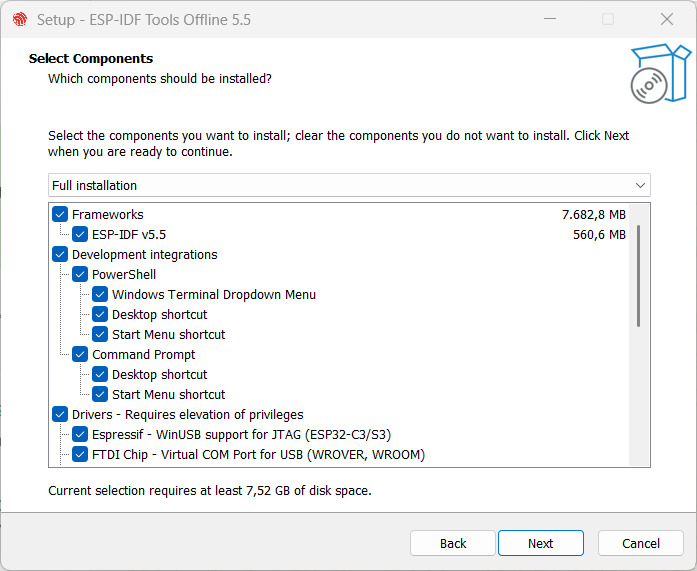 Setup - ESP-IDF Tools Offline 5.5
Select Components
Which components should be installed?
Select the components you want to install; clear the components you do not want to install. Click Next
when you are ready to continue.
Full installation
Frameworks 7.682,8 MB
ESP-IDF v5.5 560,6 MB
Development integrations
PowerShell
Windows Terminal Dropdown Menu
Desktop shortcut
Start Menu shortcut
Command Prompt
Desktop shortcut
Start Menu shortcut
Drivers - Requires elevation of privileges
Espressif - WinUSB support for JTAG (ESP32-C3/S3)
FTDI Chip - Virtual COM Port for USB (WROVER, WROOM)
Current selection requires at least 7,52 GB of disk space.
Back Next Cancel